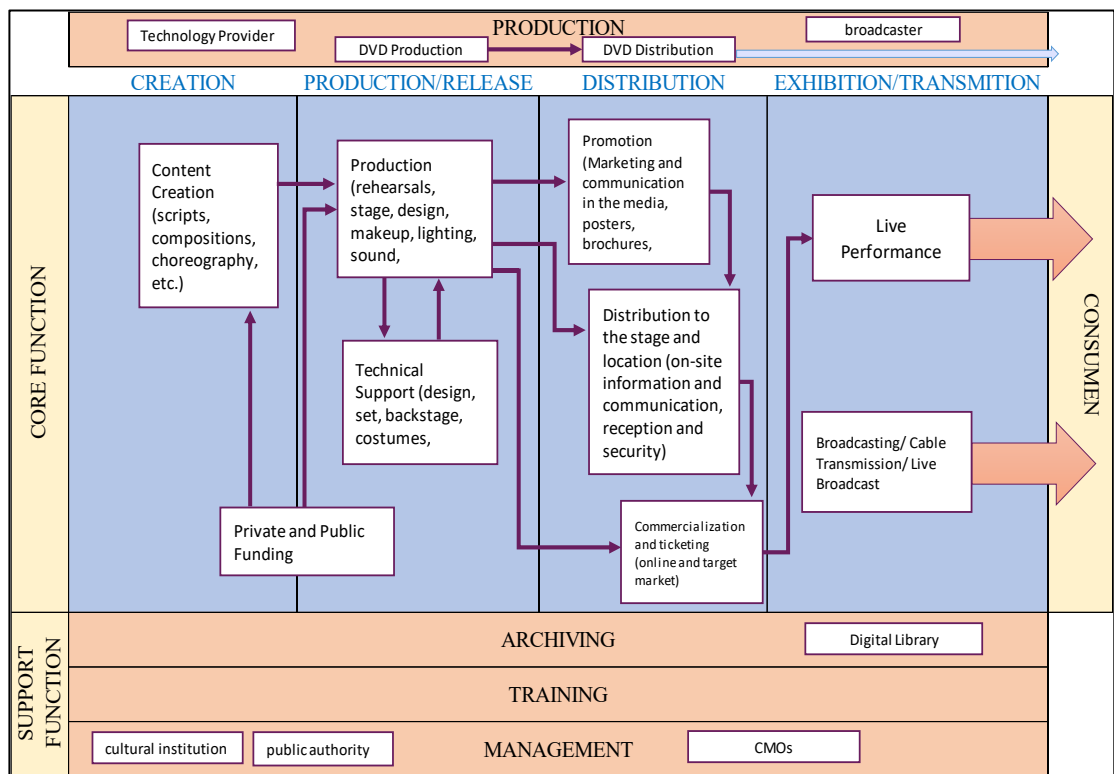 PRODUCTION
Technology Provider
broadcaster
DVD Production
DVD Distribution
CREATION
PRODUCTION/RELEASE
DISTRIBUTION
EXHIBITION/TRANSMITION
CORE FUNCTION
Content
Creation
(scripts,
compositions,
choreography,
etc.)
Production
(rehearsals,
stage, design,
makeup, lighting,
sound,
Promotion
(Marketing and
communication
in the media,
posters,
brochures,
Live
Performance
Technical
Support (design,
set, backstage,
costumes,
Distribution to
the stage and
location (on-site
information and
communication,
reception and
security)
Broadcasting/ Cable
Transmission/ Live
Broadcast
Private and Public
Funding
Commercialization
and ticketing
(online and target
market)
CONSUMEN
SUPPORT
FUNCTION
ARCHIVING
Digital Library
TRAINING
cultural institution
public authority
MANAGEMENT
CMOs